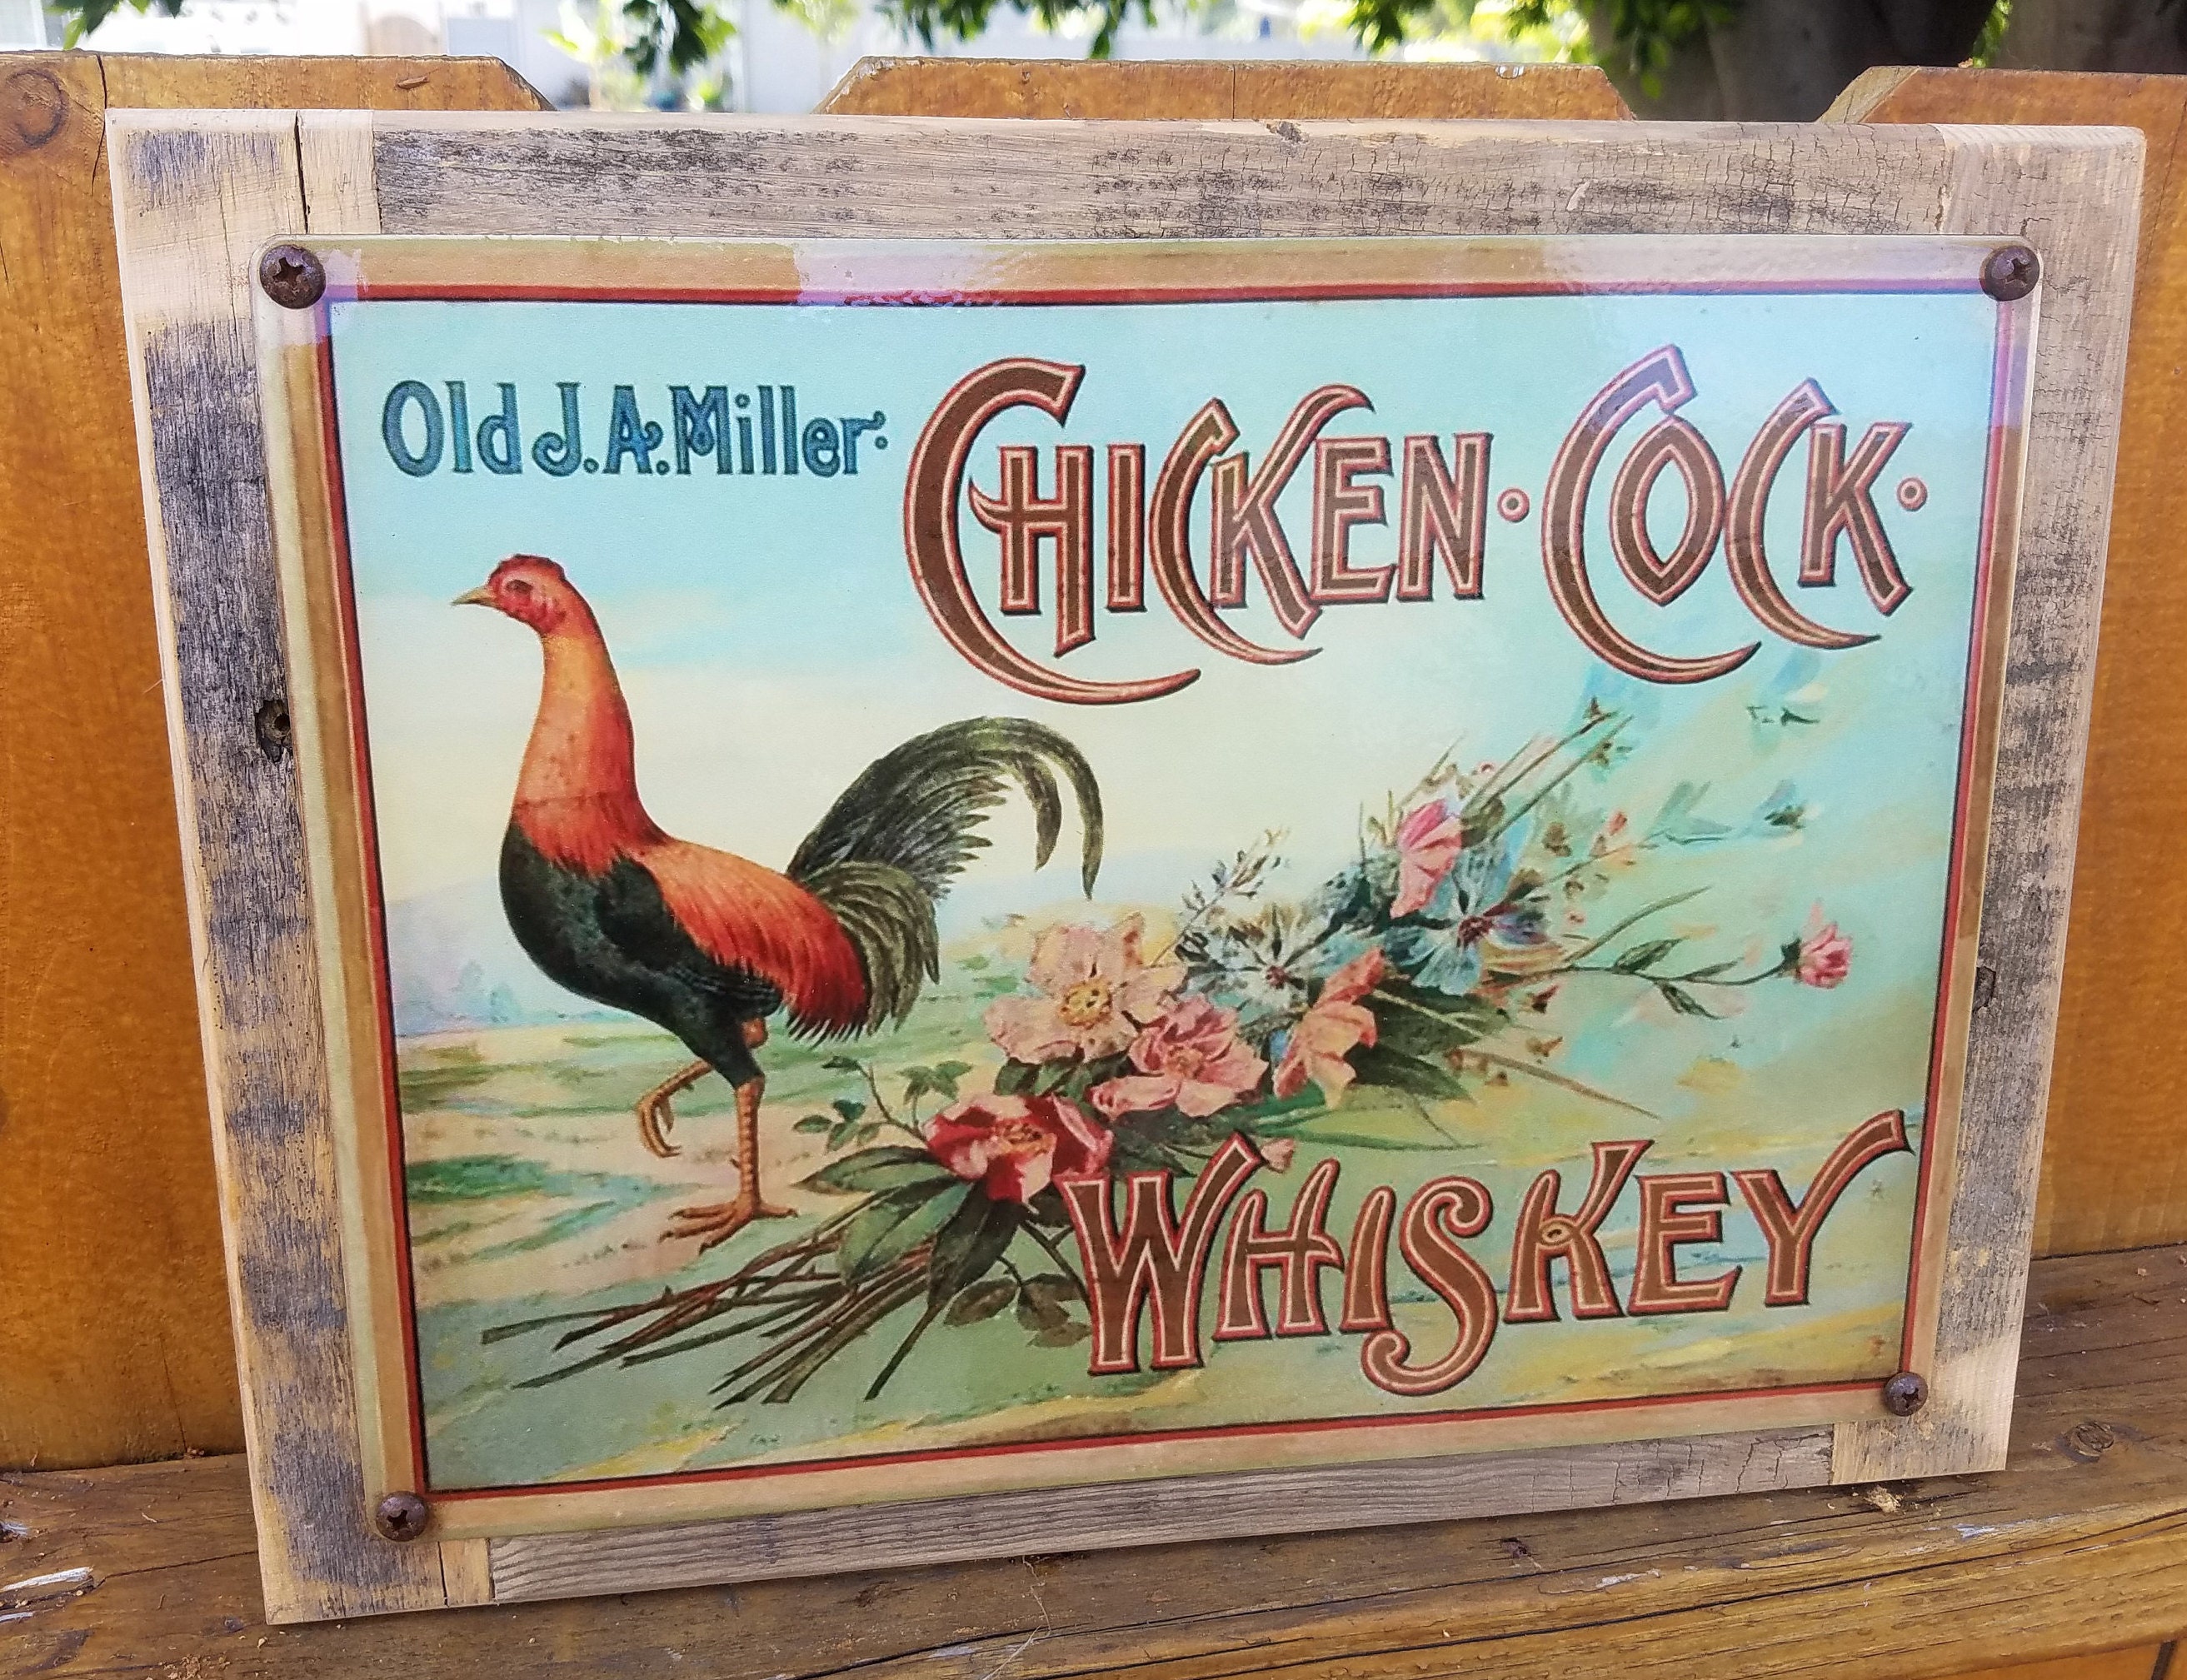 Old J.A. Miller
CHICKEN • COCK •
WHISKEY